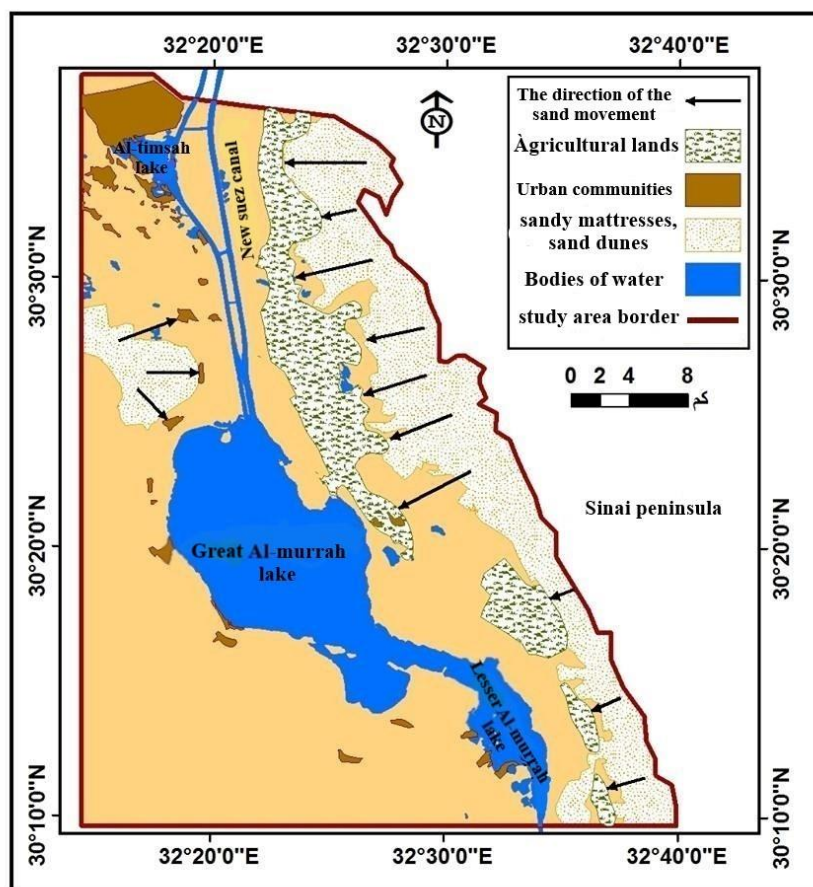 32°20'0"E
32°30'0"E
32°40'0"E
The direction of the
sand movement
Àgricultural lands
Urban communities
sandy mattresses,
sand dunes
Bodies of water
study area border
N
Al-timsah
lake
New suez canal
30°30'0"N
30°30'0"N
0 2 4 8
كم
Sinai peninsula
30°20'0"N
30°20'0"N
Great Al-murrah
lake
Lesser Al-murrah
lake
30°10'0"N
30°10'0"N
32°20'0"E
32°30'0"E
32°40'0"E